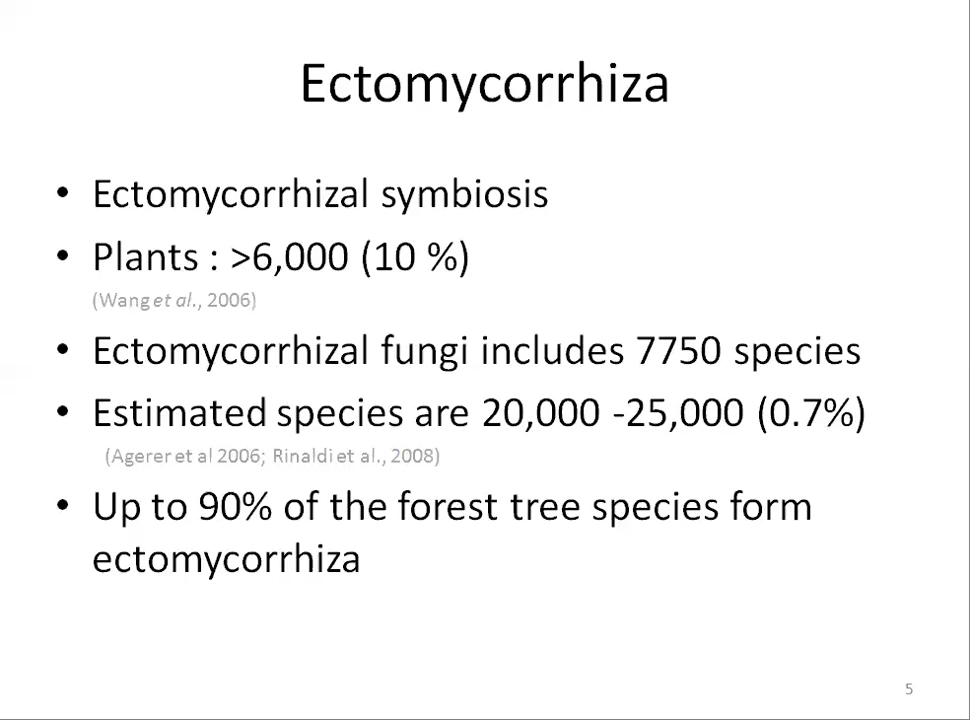 Ectomycorrhiza
• Ectomycorrhizal symbiosis
• Plants : >6,000 (10 %)
(Wang et al., 2006)
• Ectomycorrhizal fungi includes 7750 species
• Estimated species are 20,000 -25,000 (0.7%)
(Agerer et al 2006; Rinaldi et al., 2008)
• Up to 90% of the forest tree species form
ectomycorrhiza
5